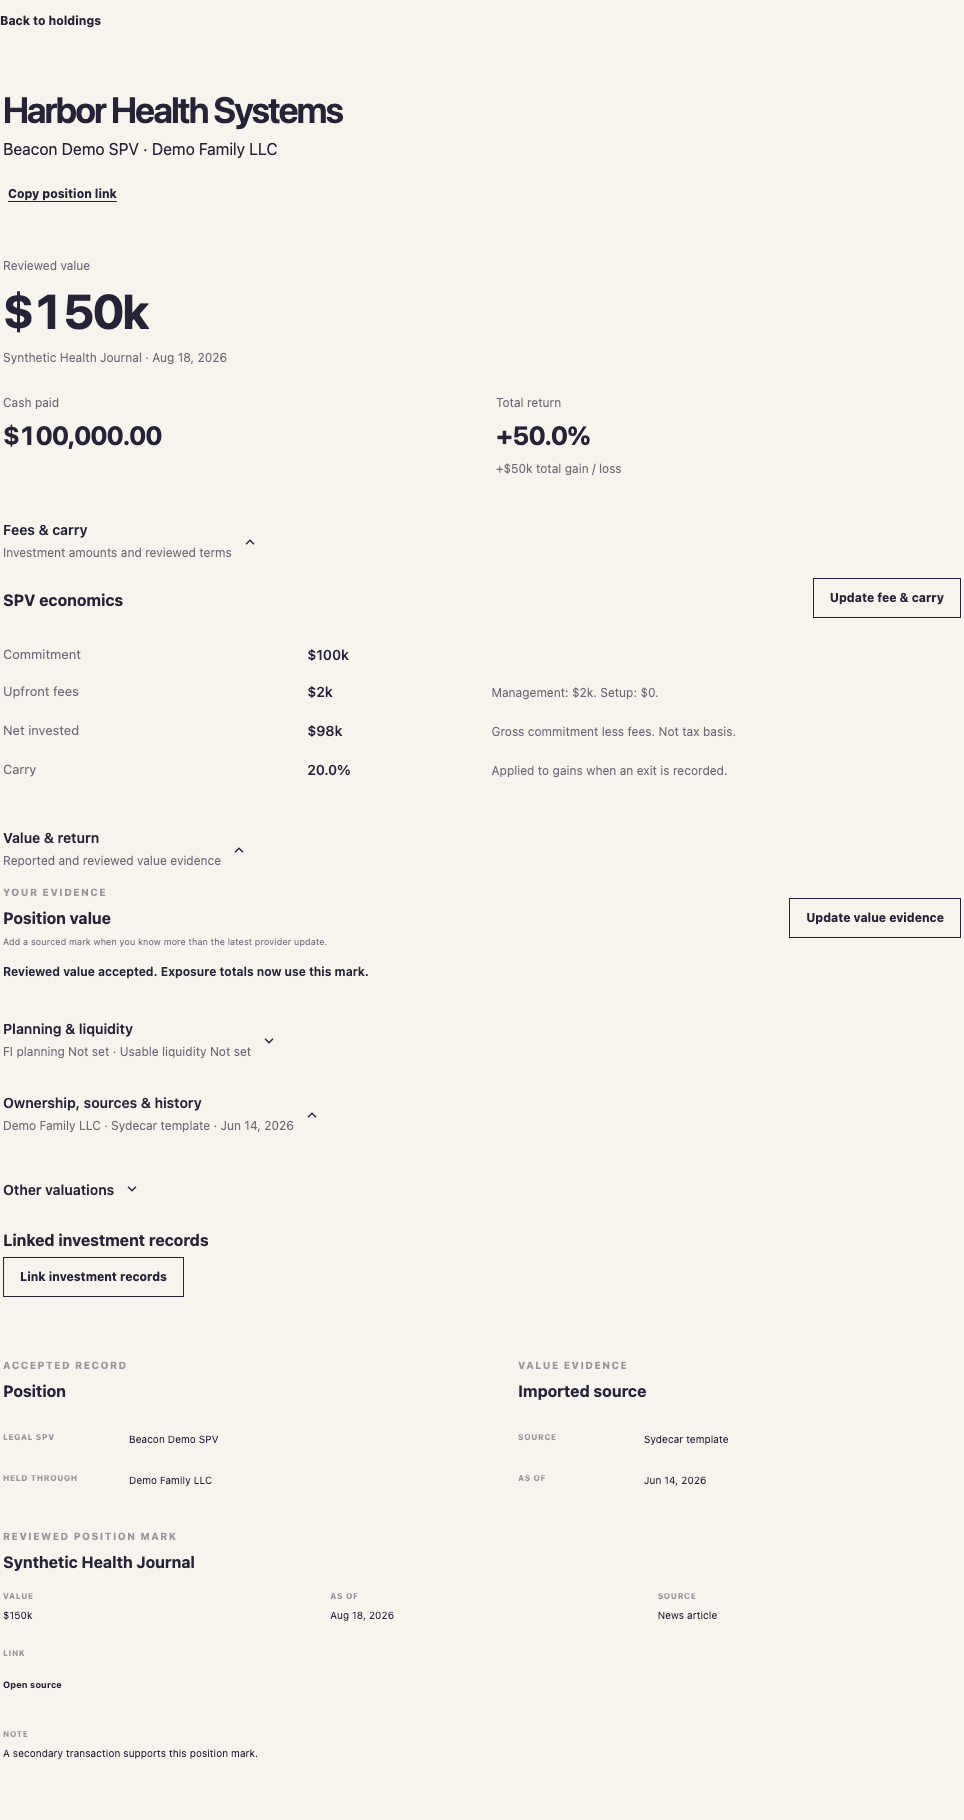 Back to holdings
Harbor Health Systems
Beacon Demo SPV · Demo Family LLC
Copy position link
Reviewed value
$150k
Synthetic Health Journal · Aug 18, 2026
Cash paid
$100,000.00
Total return
+50.0%
+$50k total gain / loss
Fees & carry
Investment amounts and reviewed terms
SPV economics
Update fee & carry
Commitment $100k
Upfront fees $2k Management: $2k. Setup: $0.
Net invested $98k Gross commitment less fees. Not tax basis.
Carry 20.0% Applied to gains when an exit is recorded.
Value & return
Reported and reviewed value evidence
YOUR EVIDENCE
Position value
Add a sourced mark when you know more than the latest provider update.
Update value evidence
Reviewed value accepted. Exposure totals now use this mark.
Planning & liquidity
FI planning Not set · Usable liquidity Not set
Ownership, sources & history
Demo Family LLC · Sydecar template · Jun 14, 2026
Other valuations
Linked investment records
Link investment records
ACCEPTED RECORD
Position
LEGAL SPV Beacon Demo SPV
HELD THROUGH Demo Family LLC
VALUE EVIDENCE
Imported source
SOURCE Sydecar template
AS OF Jun 14, 2026
REVIEWED POSITION MARK
Synthetic Health Journal
VALUE
$150k
AS OF
Aug 18, 2026
SOURCE
News article
LINK
Open source
NOTE
A secondary transaction supports this position mark.